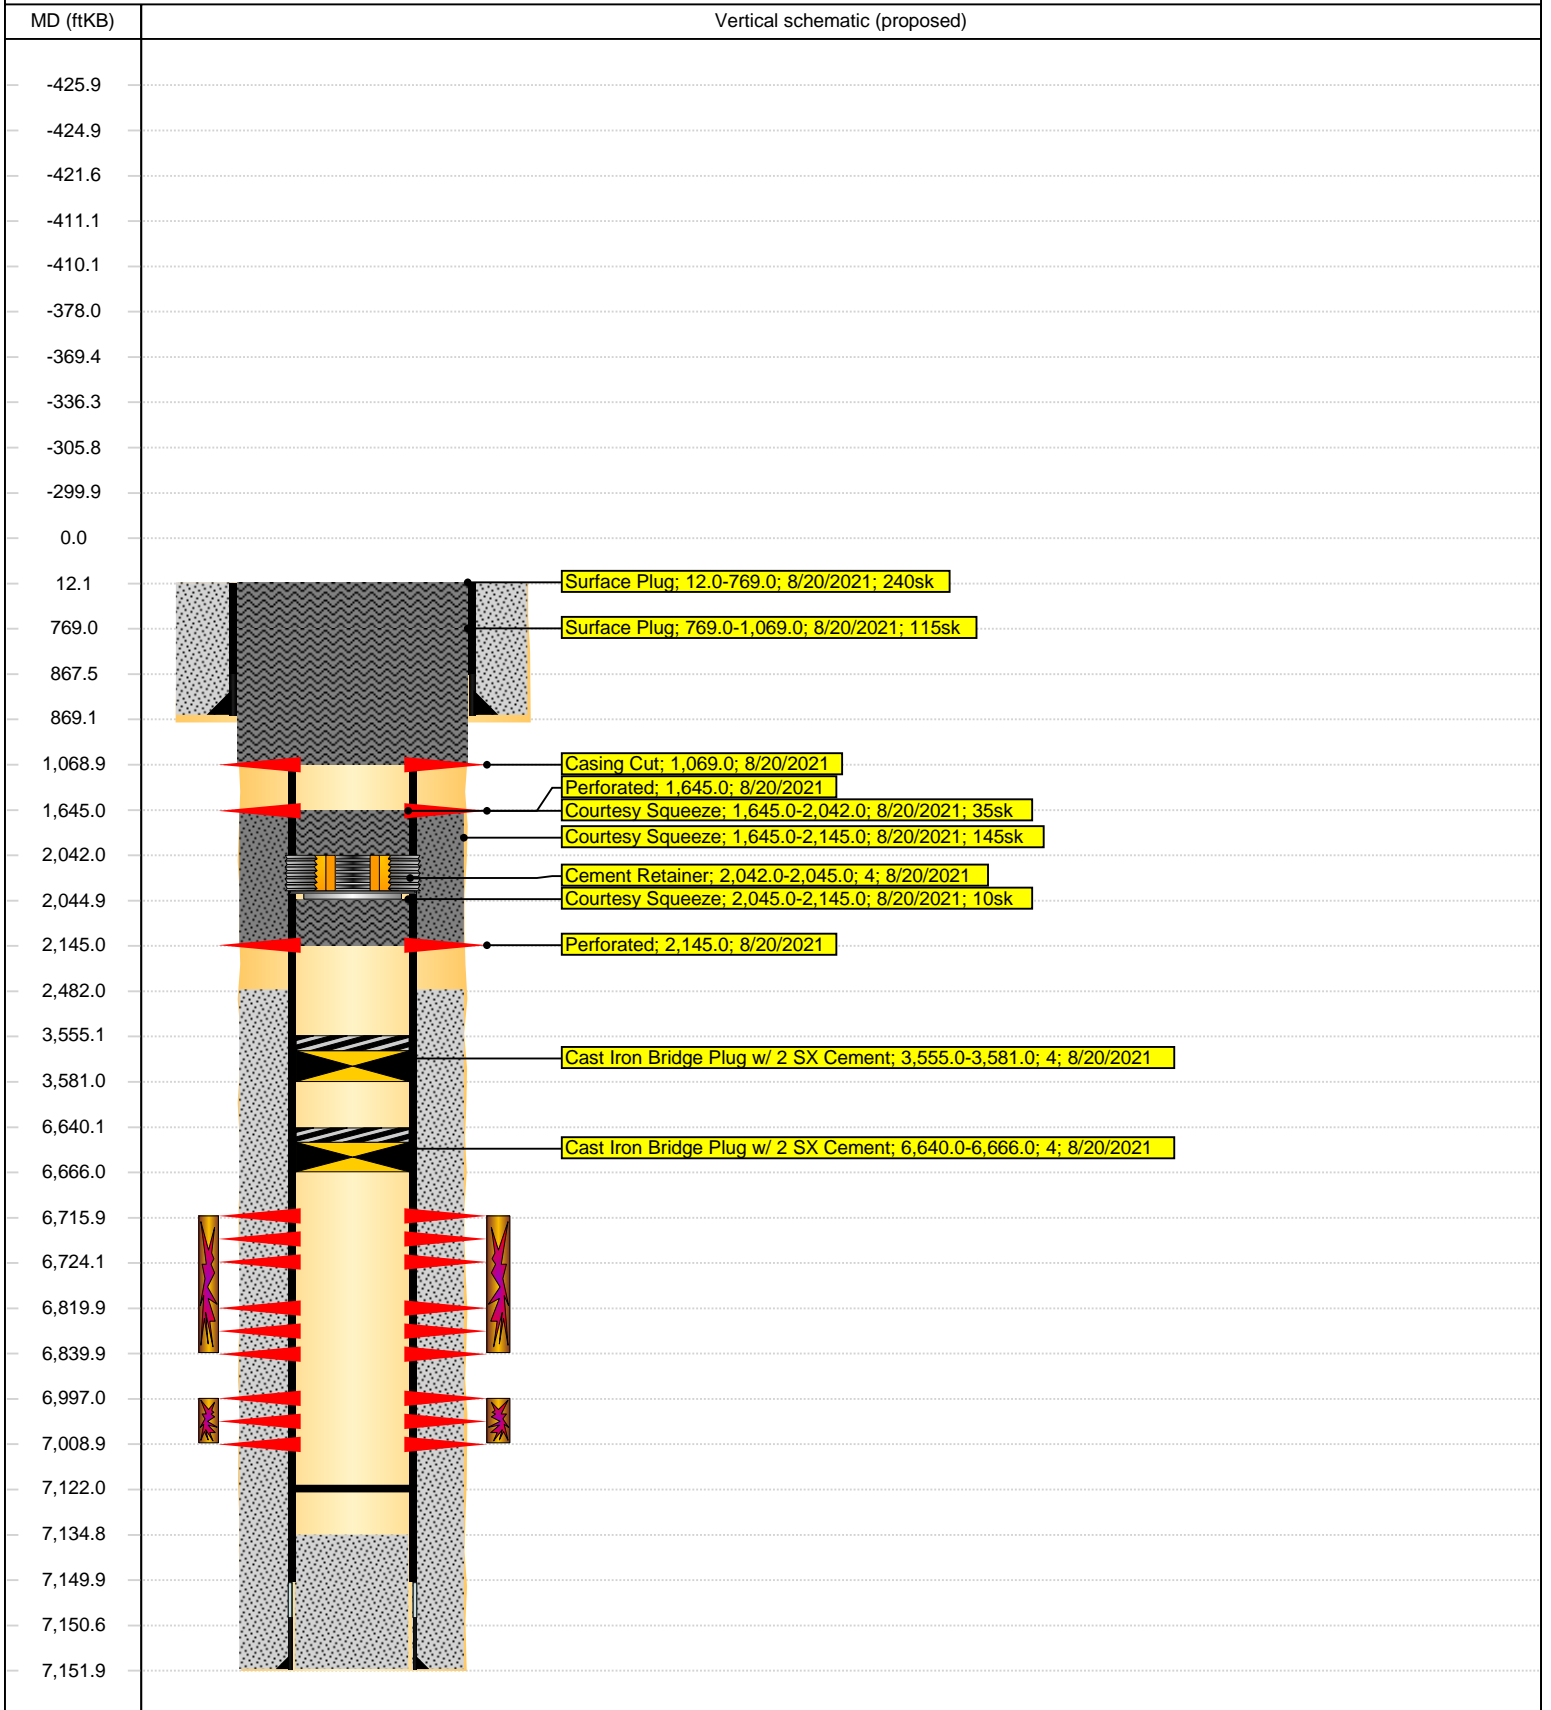 MD (ftKB)
Vertical schematic (proposed)
-425.9
-424.9
-421.6
-411.1
-410.1
-378.0
-369.4
-336.3
-305.8
-299.9
0.0
12.1
Surface Plug; 12.0-769.0; 8/20/2021; 240sk
769.0
Surface Plug; 769.0-1,069.0; 8/20/2021; 115sk
867.5
869.1
1,068.9
Casing Cut; 1,069.0; 8/20/2021
Perforated; 1,645.0; 8/20/2021
1,645.0
Courtesy Squeeze; 1,645.0-2,042.0; 8/20/2021; 35sk
Courtesy Squeeze; 1,645.0-2,145.0; 8/20/2021; 145sk
2,042.0
Cement Retainer; 2,042.0-2,045.0; 4; 8/20/2021
2,044.9
Courtesy Squeeze; 2,045.0-2,145.0; 8/20/2021; 10sk
2,145.0
Perforated; 2,145.0; 8/20/2021
2,482.0
3,555.1
Cast Iron Bridge Plug w/ 2 SX Cement; 3,555.0-3,581.0; 4; 8/20/2021
3,581.0
6,640.1
Cast Iron Bridge Plug w/ 2 SX Cement; 6,640.0-6,666.0; 4; 8/20/2021
6,666.0
6,715.9
6,724.1
6,819.9
6,839.9
6,997.0
7,008.9
7,122.0
7,134.8
7,149.9
7,150.6
7,151.9